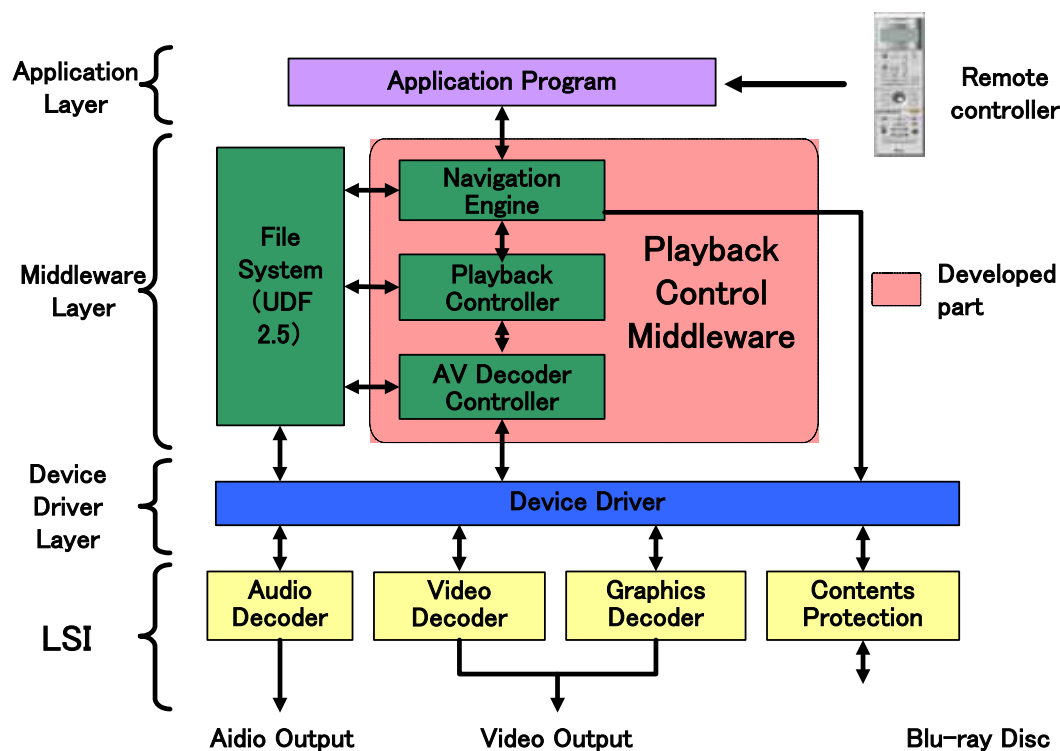 Application
Layer
Application Program
Remote
controller
Middleware
Layer
File
System
(UDF
2.5)
Navigation
Engine
Playback
Controller
AV Decoder
Controller
Playback
Control
Middleware
Developed
part
Device
Driver
Layer
Device Driver
LSI
Audio
Decoder
Video
Decoder
Graphics
Decoder
Contents
Protection
Aidio Output
Video Output
Blu-ray Disc